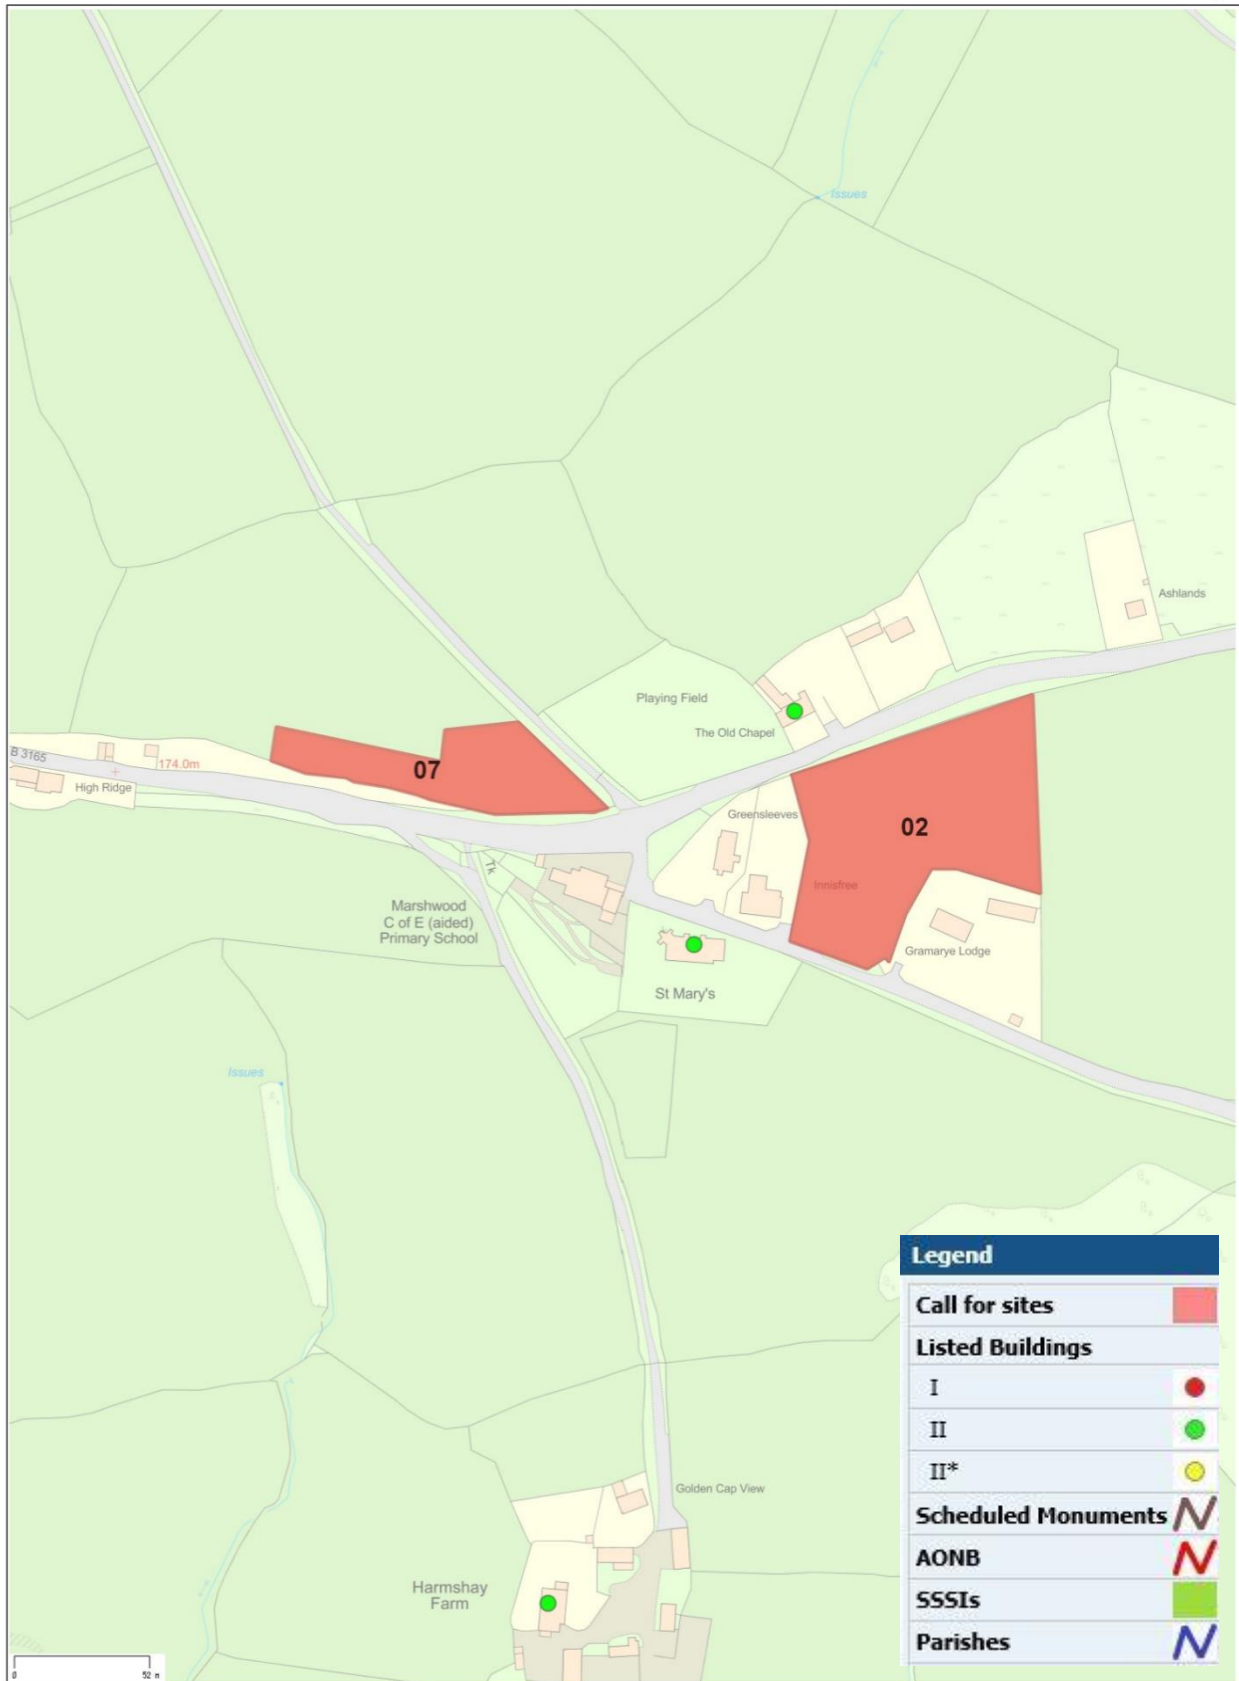 Issues
Ashlands
Playing Field
The Old Chapel
B 3165
174.0m
High Ridge
07
Greensleeves
02
Innisfree
Tk
Marshwood
C of E (aided)
Primary School
Gramarye Lodge
St Mary's
Issues
Golden Cap View
Harmshay
Farm
0 52 m
Legend
Call for sites
Listed Buildings
I
II
II*
Scheduled Monuments
AONB
SSSIs
Parishes